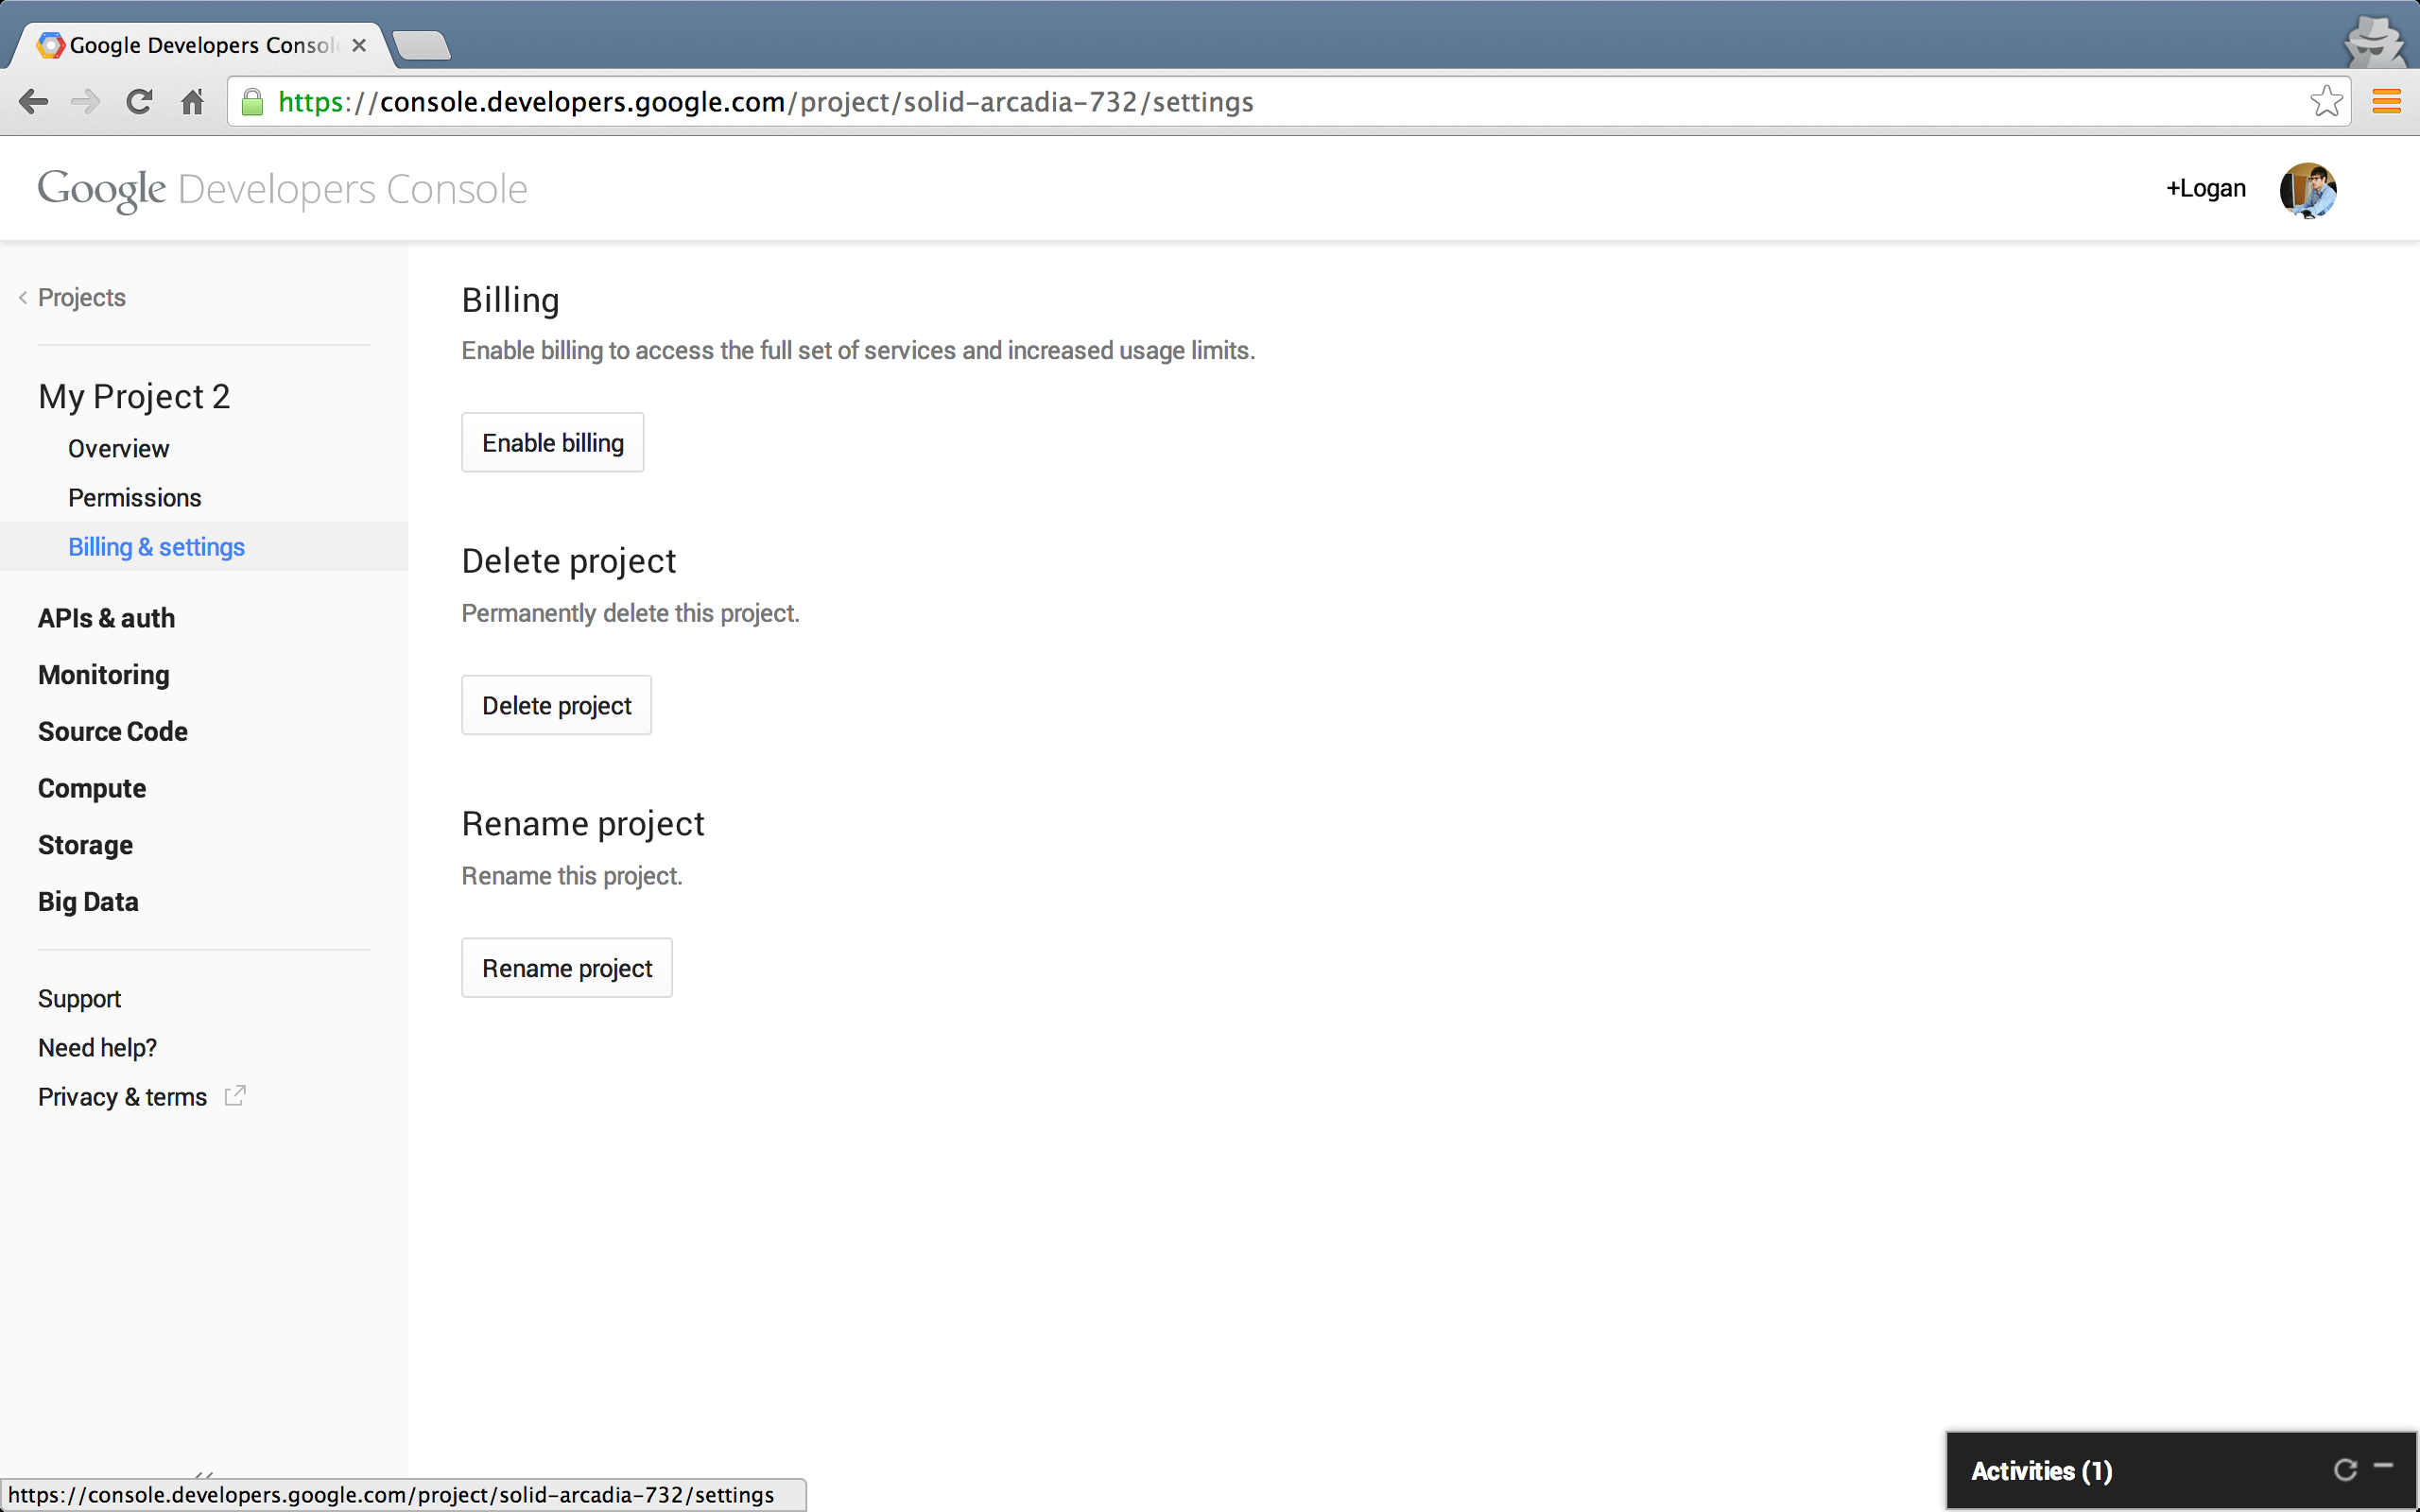 Google Developers Consol
https://console.developers.google.com/project/solid-arcadia-732/settings
Google Developers Console
+Logan
Projects
My Project 2
Overview
Permissions
Billing & settings
APIs & auth
Monitoring
Source Code
Compute
Storage
Big Data
Support
Need help?
Privacy & terms
Billing
Enable billing to access the full set of services and increased usage limits.
Enable billing
Delete project
Permanently delete this project.
Delete project
Rename project
Rename this project.
Rename project
Activities (1)
https://console.developers.google.com/project/solid-arcadia-732/settings